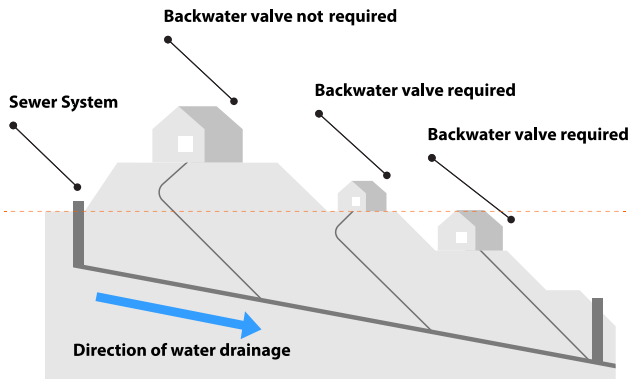 Backwater valve not required
Backwater valve required
Sewer System
Backwater valve required
Direction of water drainage